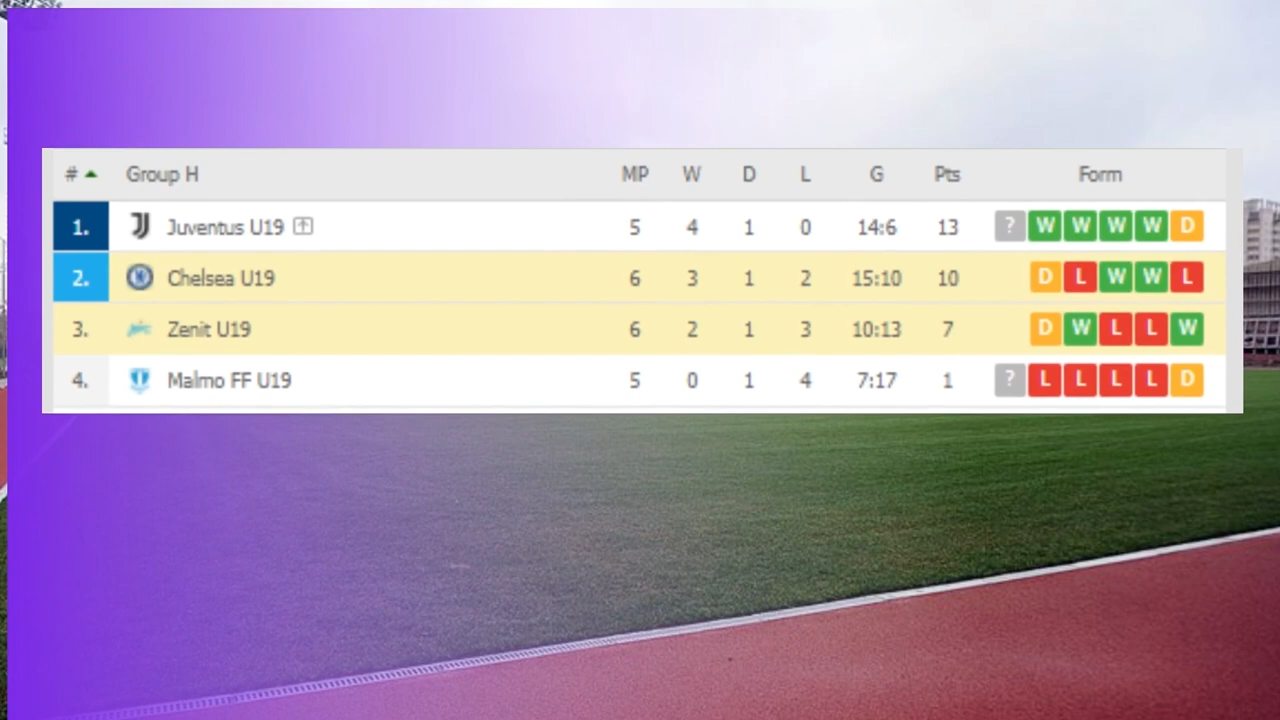 # Group H MP W D L G Pts Form
1. Juventus U19 5 4 1 0 14:6 13 ? W W W W D
2. Chelsea U19 6 3 1 2 15:10 10 D L W W L
3. Zenit U19 6 2 1 3 10:13 7 D W L L W
4. Malmo FF U19 5 0 1 4 7:17 1 ? L L L L D